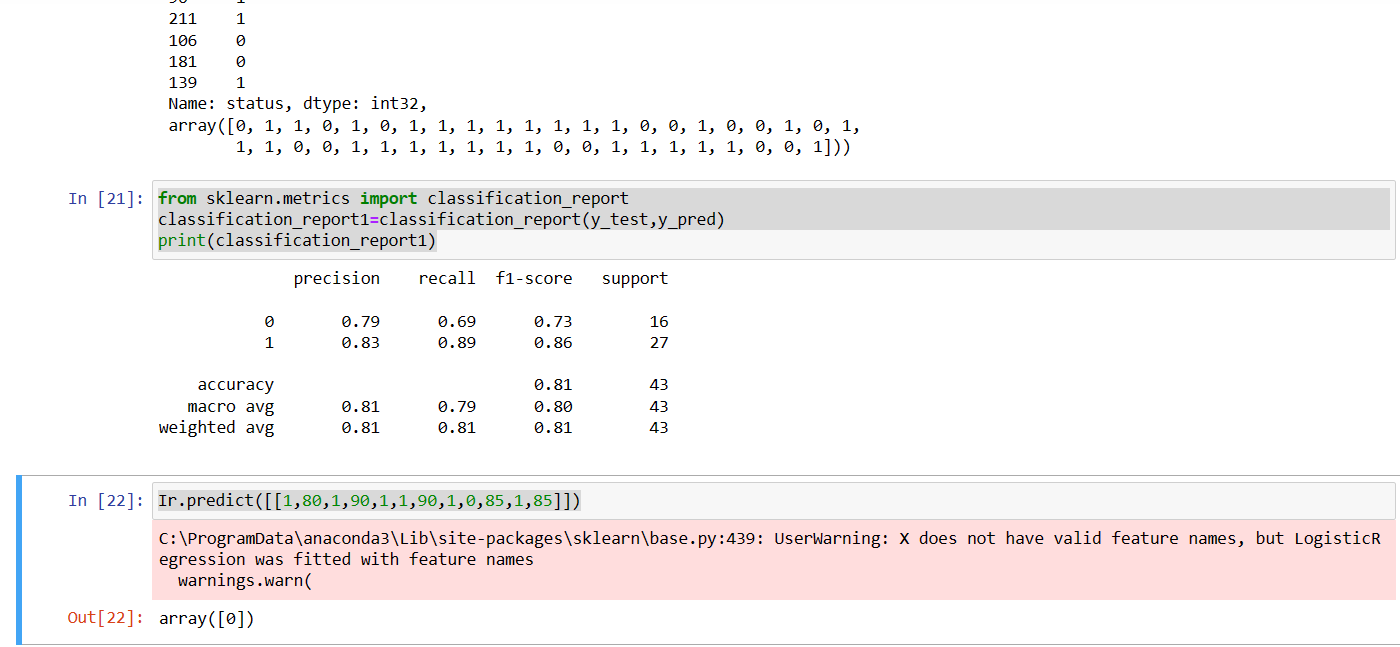 211 1
106 0
181 0
139 1
Name: status, dtype: int32,
array([0, 1, 1, 0, 1, 0, 1, 1, 1, 1, 1, 1, 1, 1, 0, 0, 1, 0, 0, 1, 0, 1,
1, 1, 0, 0, 1, 1, 1, 1, 1, 1, 1, 0, 0, 1, 1, 1, 1, 1, 0, 0, 1]))
In [21]: from sklearn.metrics import classification_report
classification_report1=classification_report(y_test,y_pred)
print(classification_report1)
precision recall f1-score support
0 0.79 0.69 0.73 16
1 0.83 0.89 0.86 27
accuracy 0.81 43
macro avg 0.81 0.79 0.80 43
weighted avg 0.81 0.81 0.81 43
In [22]: Ir.predict([[1,80,1,90,1,1,90,1,0,85,1,85]])
C:\ProgramData\anaconda3\Lib\site-packages\sklearn\base.py:439: UserWarning: X does not have valid feature names, but LogisticR
egression was fitted with feature names
warnings.warn(
Out[22]: array([0])